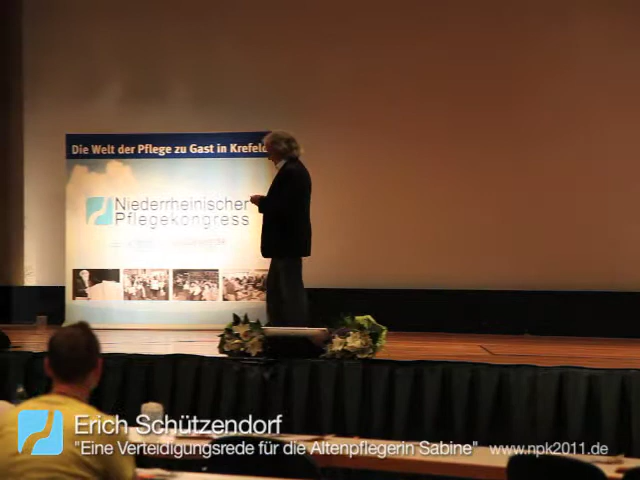 Die Welt der Pflege zu Gast in Krefeld
Niederrheinischer
Pflegekongress
Erich Schützendorf
"Eine Verteidigungsrede für die Altenpflegerin Sabine" www.npk2011.de